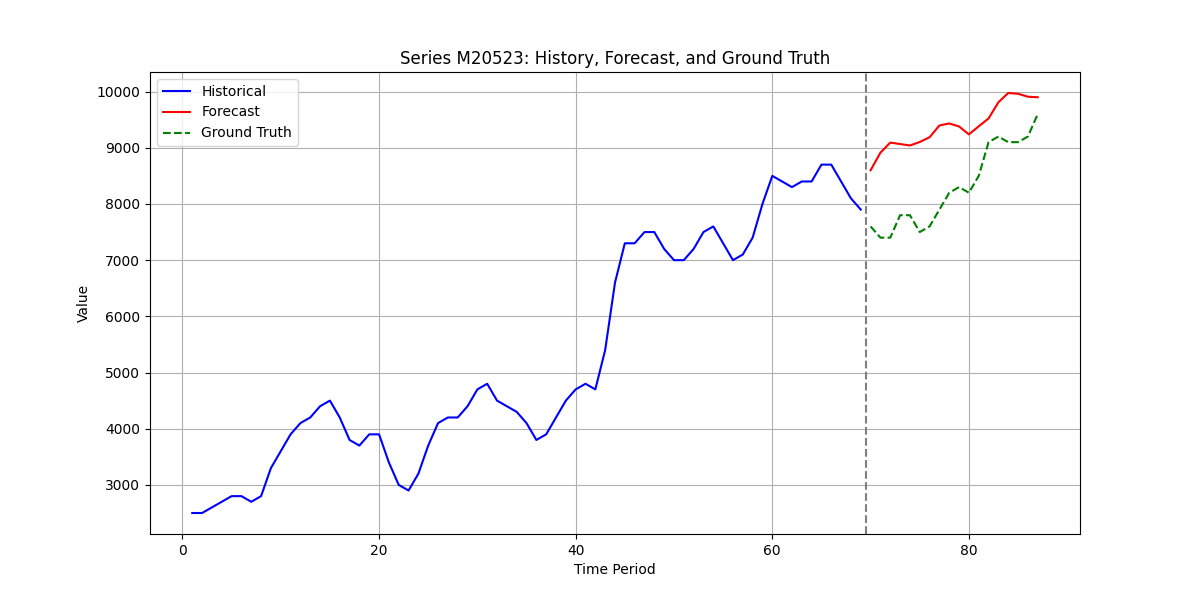 Series M20523: History, Forecast, and Ground Truth
Historical
Forecast
Ground Truth
10000
9000
8000
7000
6000
5000
4000
3000
Value
0 20 40 60 80
Time Period